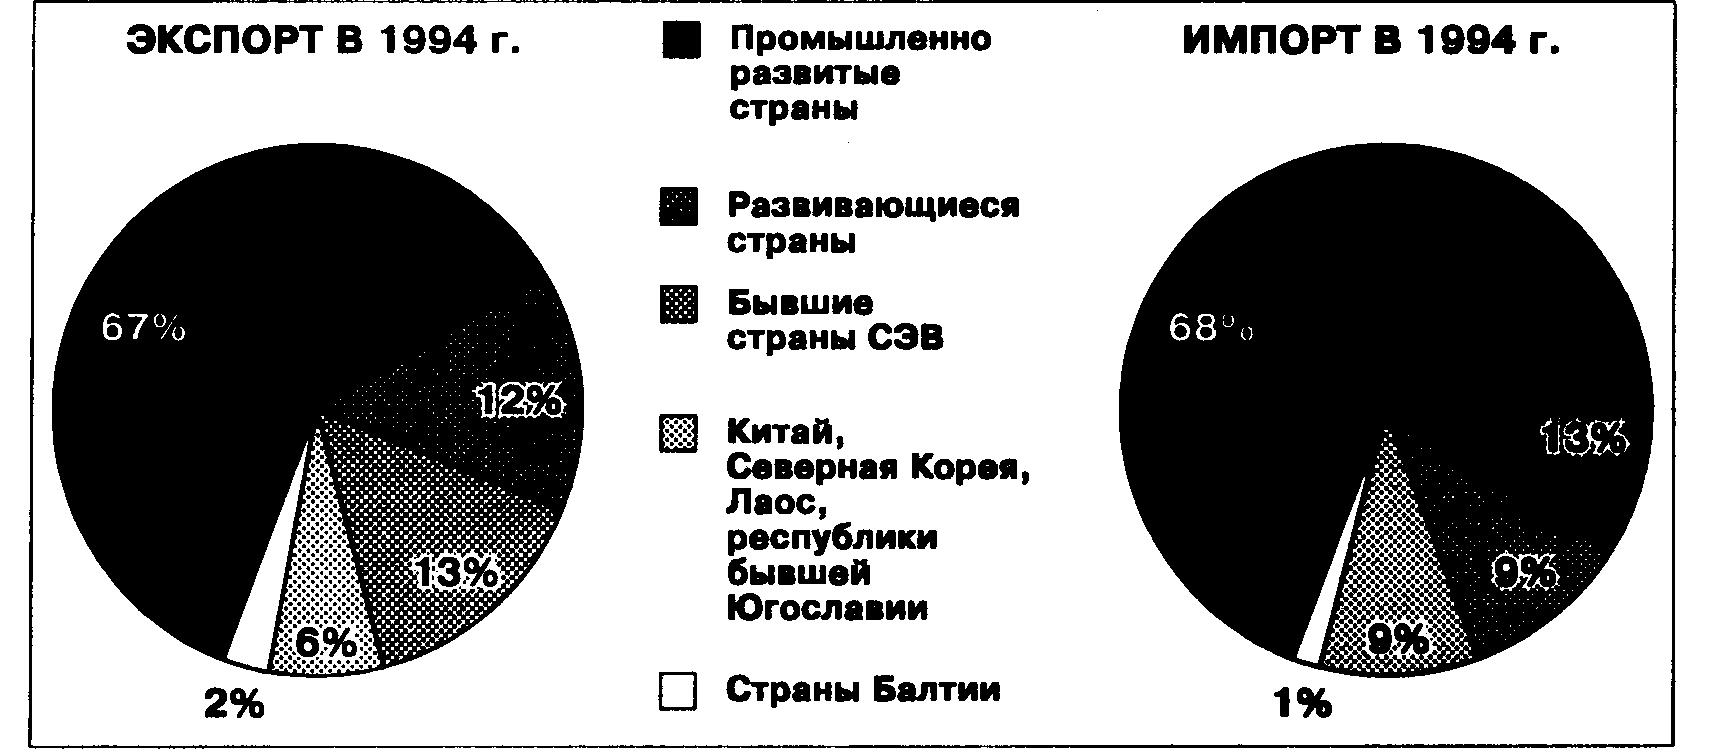 ЭКСПОРТ В 1994 г.
67%
12%
13%
6%
2%
Промышленно
развитые
страны
Развивающиеся
страны
Бывшие
страны СЭВ
Китай,
Северная Корея,
Лаос,
республики
бывшей
Югославии
Страны Балтии
ИМПОРТ В 1994 г.
68%
13%
9%
9%
1%